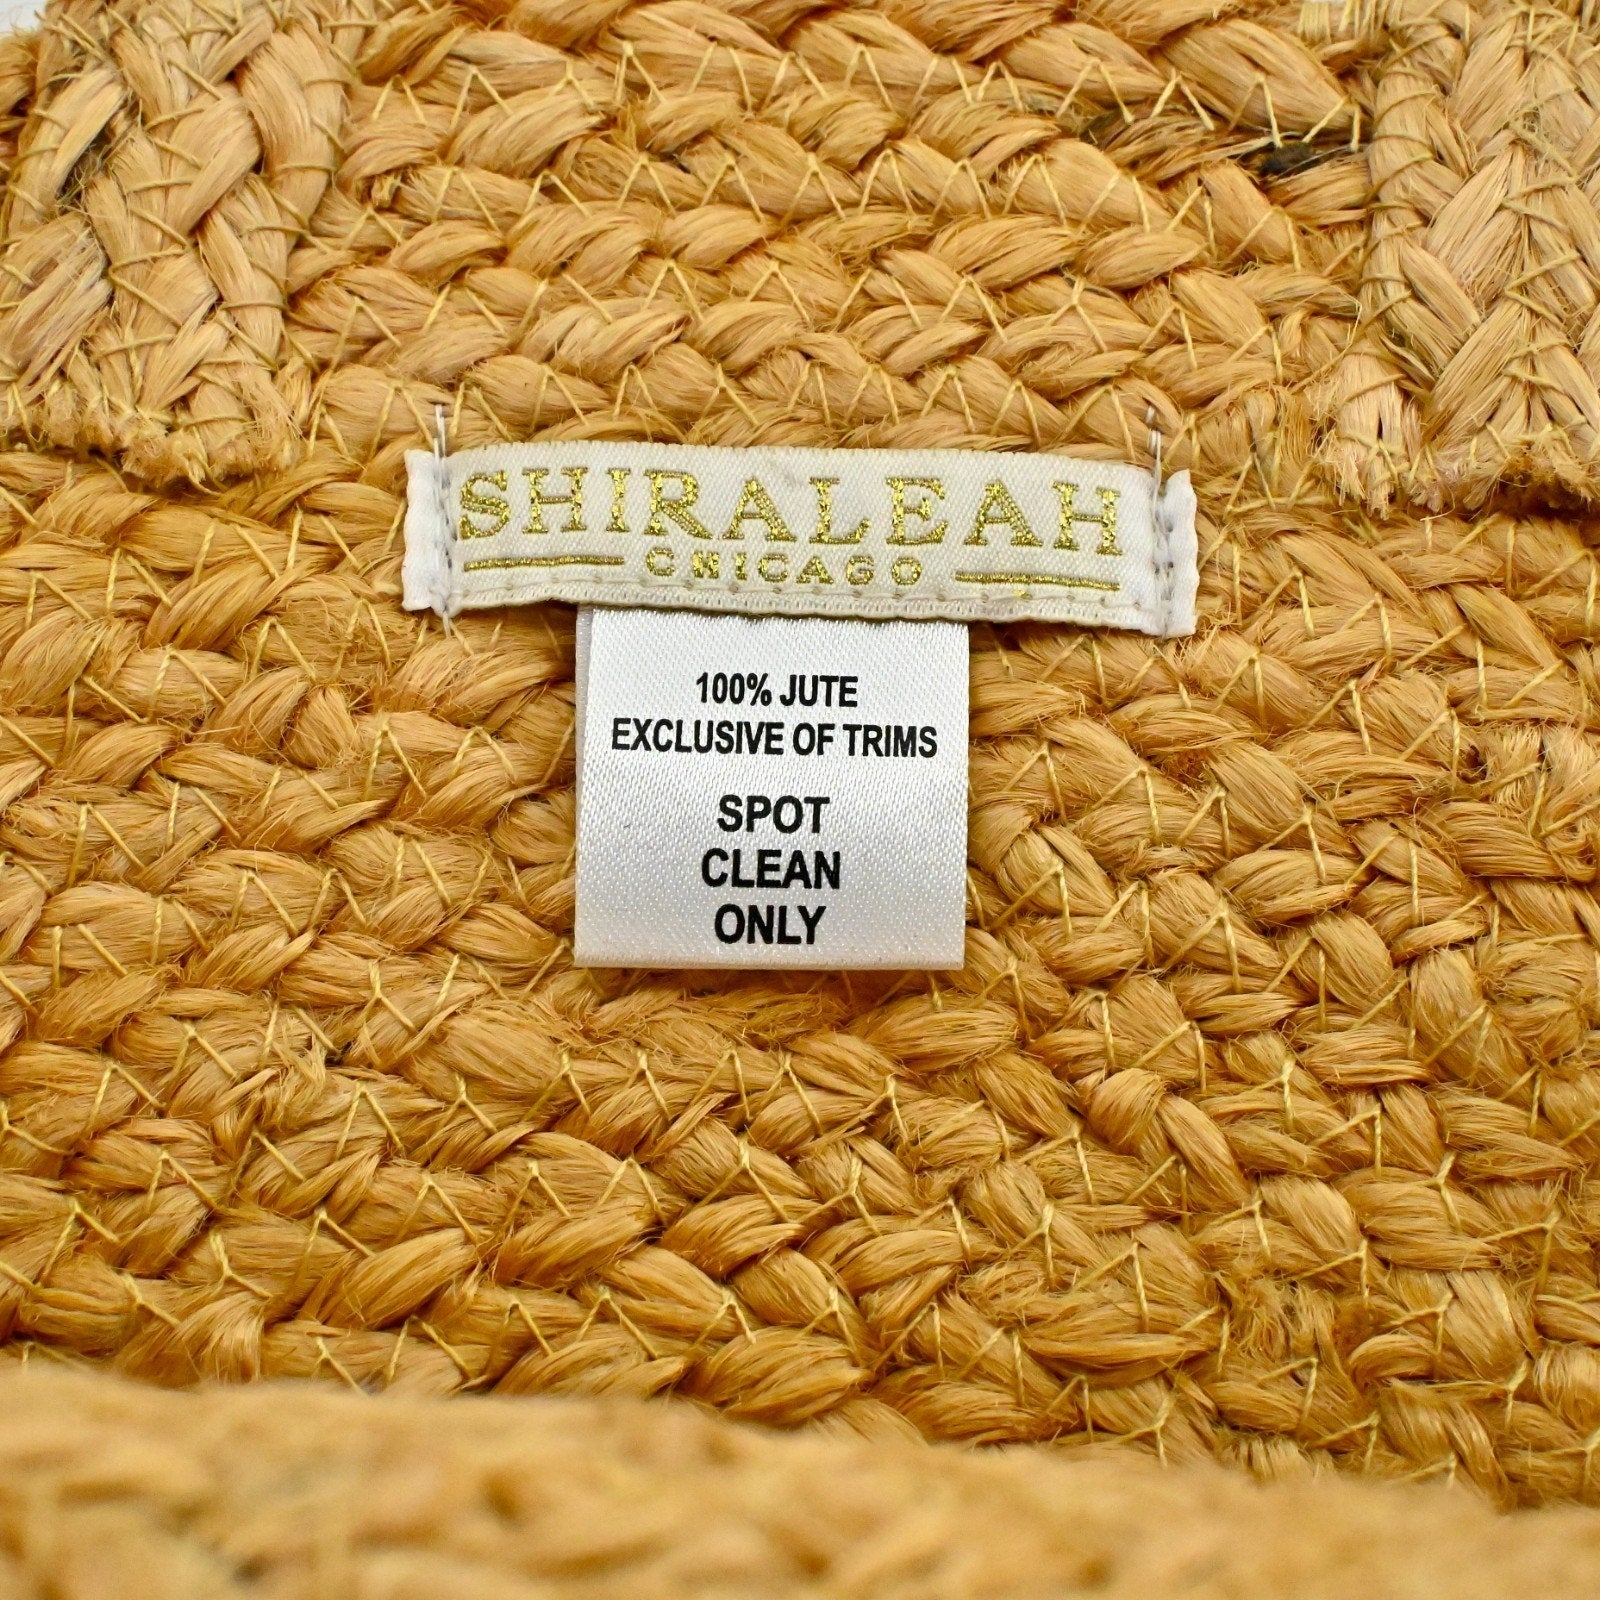 SHIRALEAH
CHICAGO
100% JUTE
EXCLUSIVE OF TRIMS
SPOT
CLEAN
ONLY